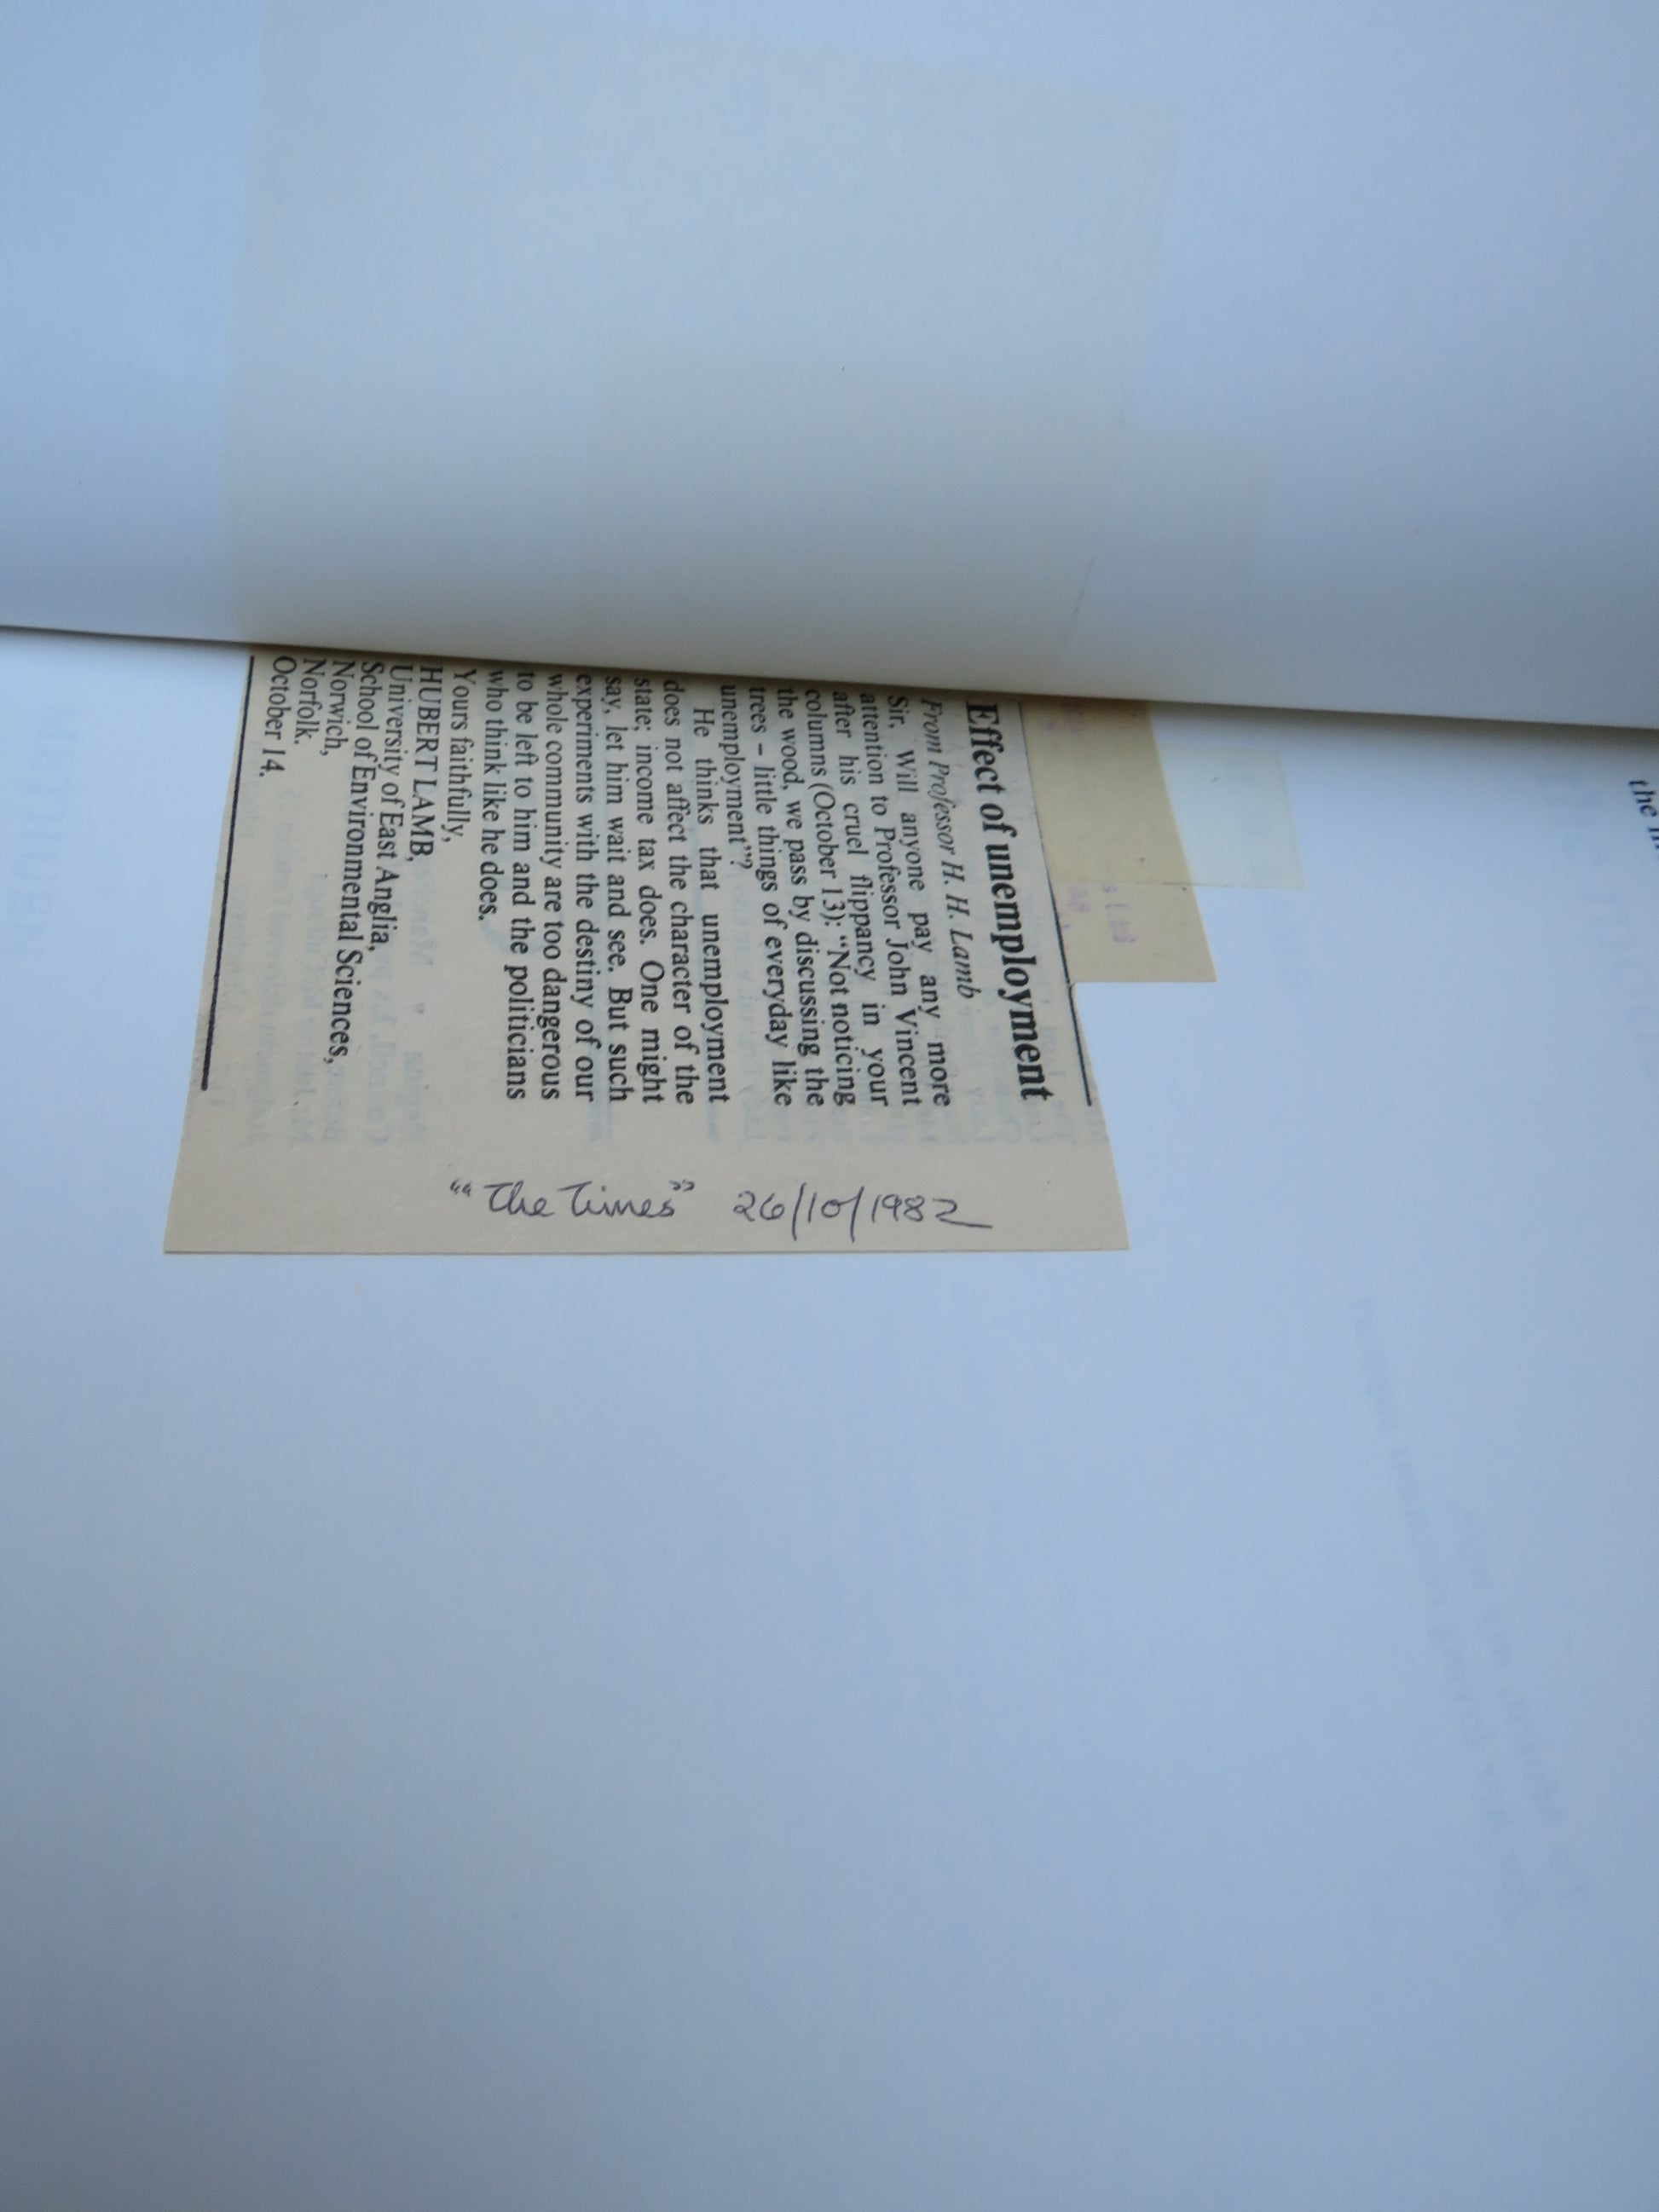 Effect of unemployment
From Professor H. H. Lamb
Sir, Will anyone pay any more
attention to Professor John Vincent
after his cruel flippancy in your
columns (October 13): “Not noticing
the wood, we pass by discussing the
trees – little things of everyday like
unemployment”?
He thinks that unemployment
does not affect the character of the
state; income tax does. One might
say, let him wait and see. But such
experiments with the destiny of our
whole community are too dangerous
to be left to him and the politicians
who think like he does.
Yours faithfully,
HUBERT LAMB,
University of East Anglia,
School of Environmental Sciences,
Norwich,
Norfolk.
October 14.
"The Times" 26/10/1982
the
METHUEN